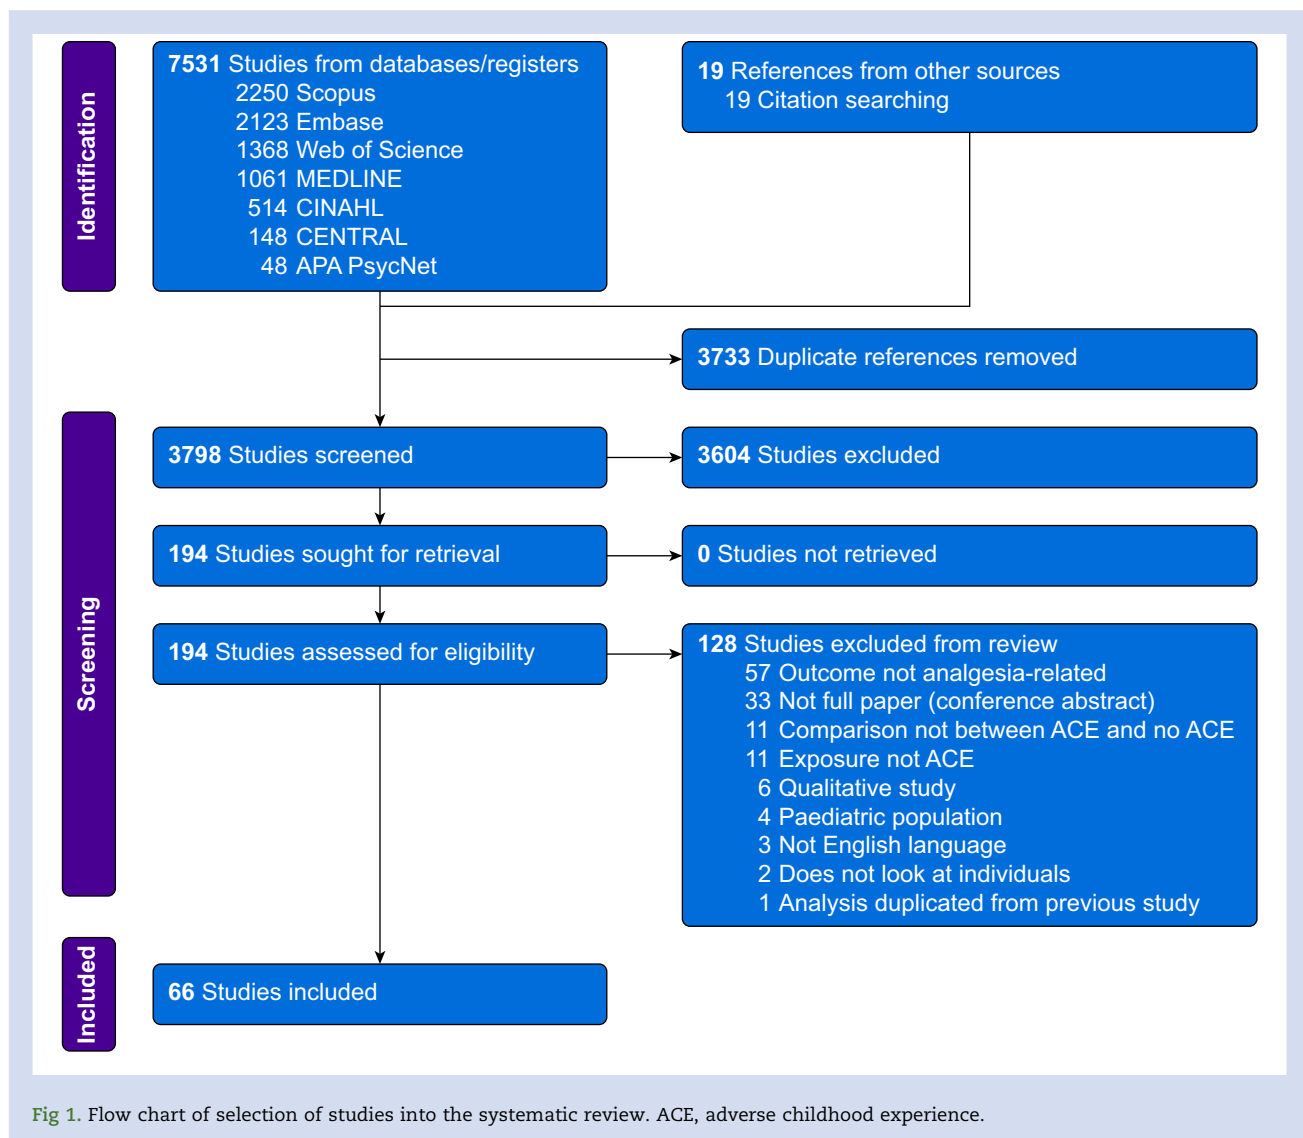 Identification
7531 Studies from databases/registers
2250 Scopus
2123 Embase
1368 Web of Science
1061 MEDLINE
514 CINAHL
148 CENTRAL
48 APA PsycNet
19 References from other sources
19 Citation searching
3733 Duplicate references removed
Screening
3798 Studies screened
3604 Studies excluded
194 Studies sought for retrieval
0 Studies not retrieved
194 Studies assessed for eligibility
128 Studies excluded from review
57 Outcome not analgesia-related
33 Not full paper (conference abstract)
11 Comparison not between ACE and no ACE
11 Exposure not ACE
6 Qualitative study
4 Paediatric population
3 Not English language
2 Does not look at individuals
1 Analysis duplicated from previous study
Included
66 Studies included
Fig 1. Flow chart of selection of studies into the systematic review. ACE, adverse childhood experience.